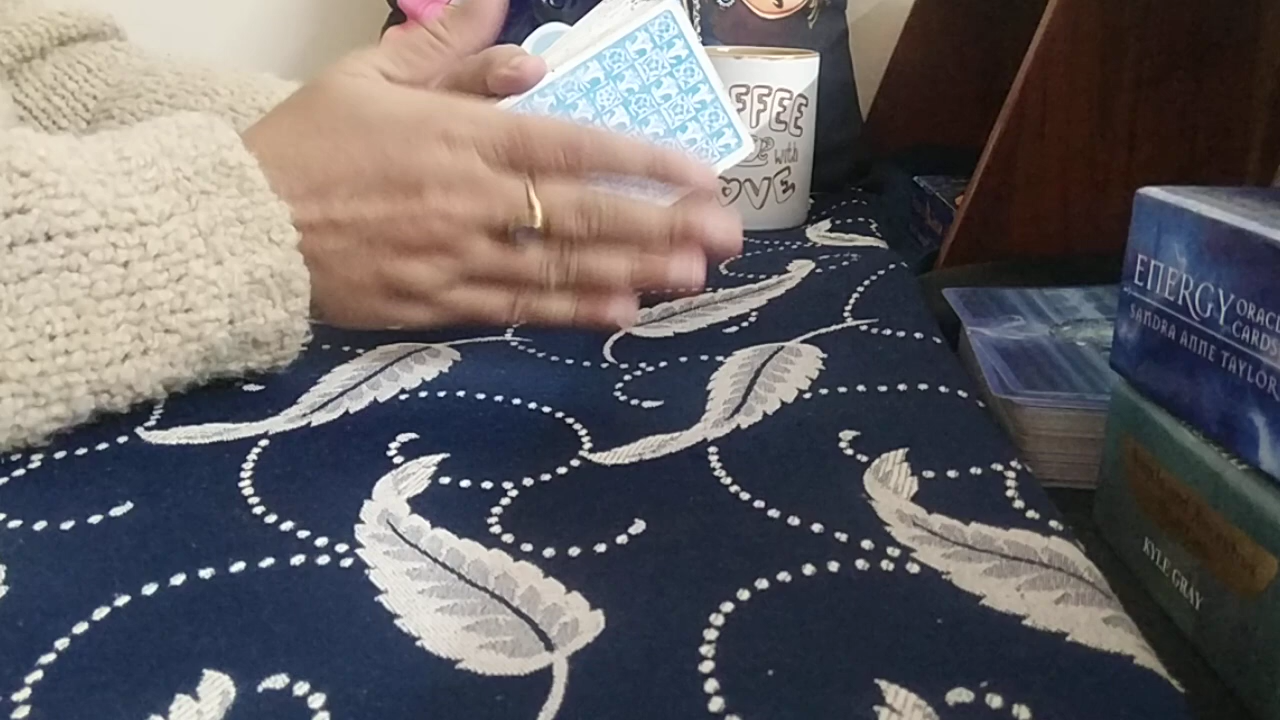 FFEE
with
OVE
ENERGY
ORACLE
CARDS
SANDRA ANNE TAYLOR
KYLE GRAY